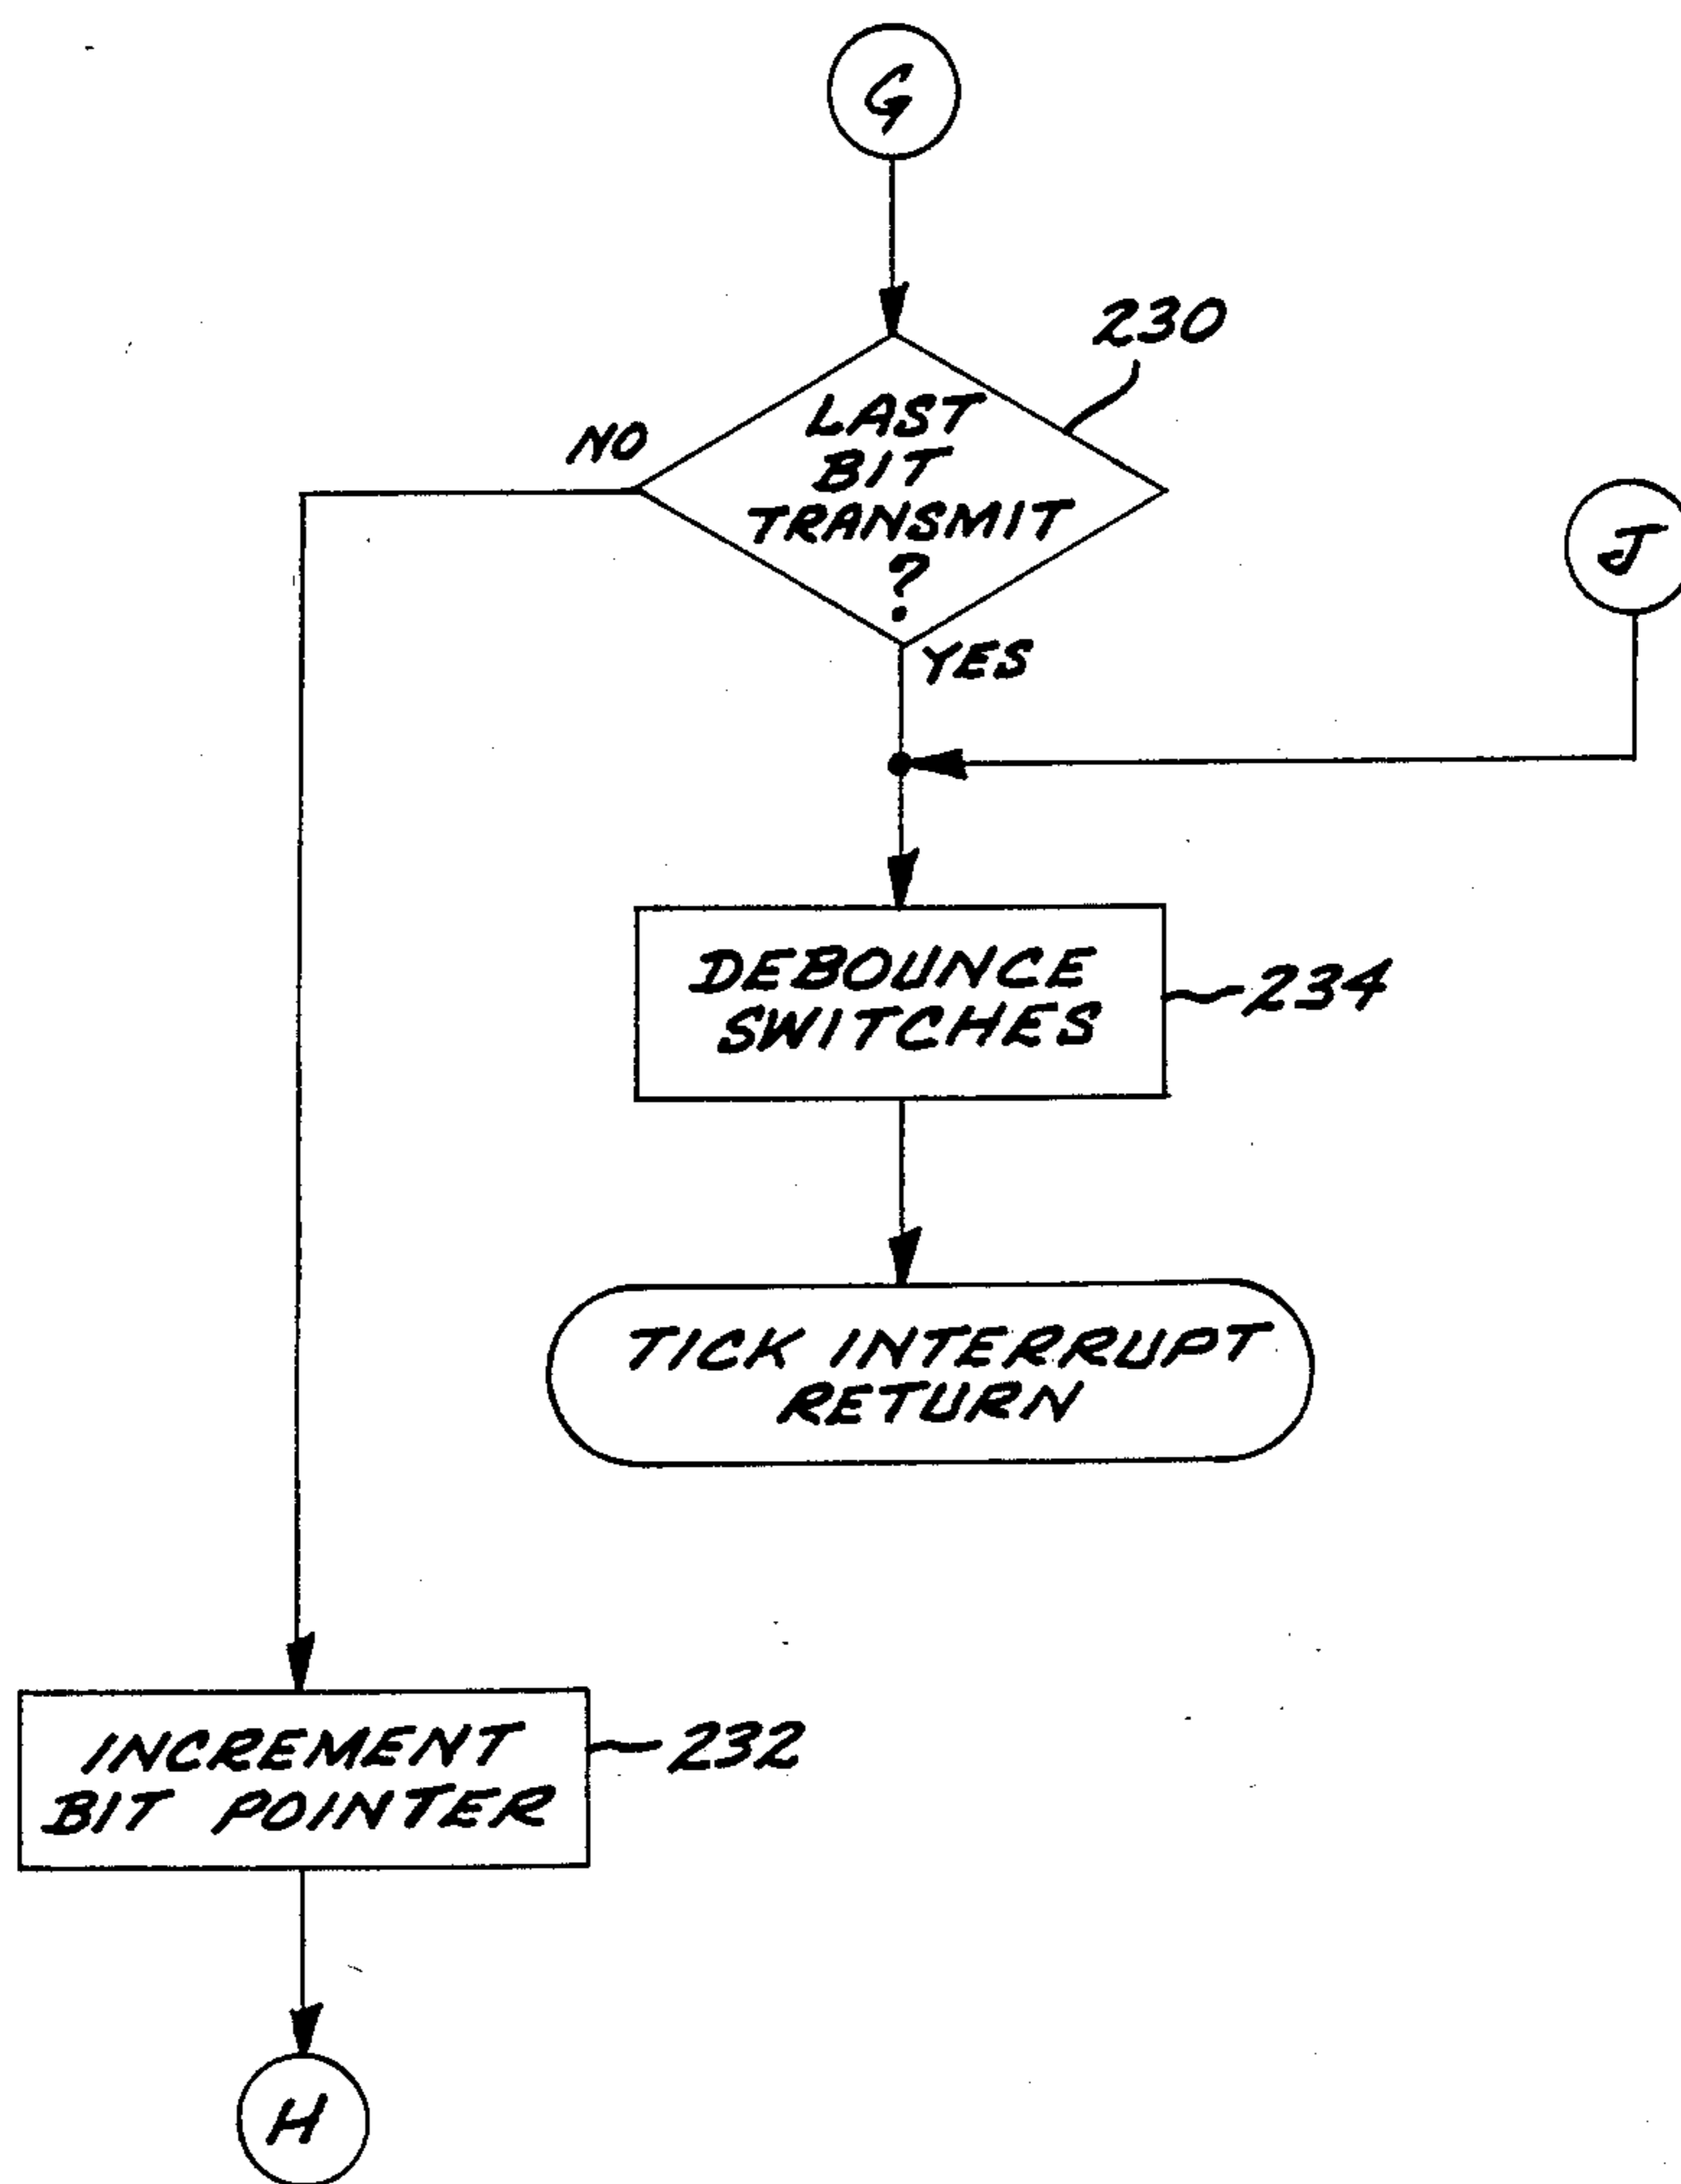 G
230
NO
LAST
BIT
TRANSMIT
?
J
YES
DEBOUNCE
SWITCHES
234
TICK INTERRUPT
RETURN
INCREMENT
BIT POINTER
232
H